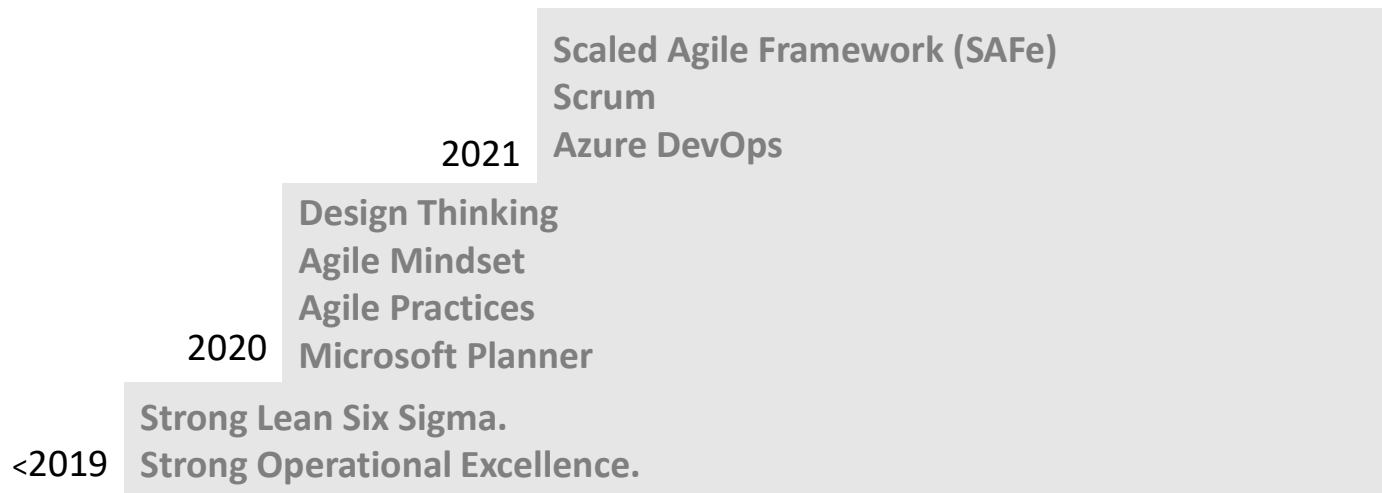 Scaled Agile Framework (SAFe)
Scrum
2021 Azure DevOps
Design Thinking
Agile Mindset
Agile Practices
2020 Microsoft Planner
Strong Lean Six Sigma.
<2019 Strong Operational Excellence.